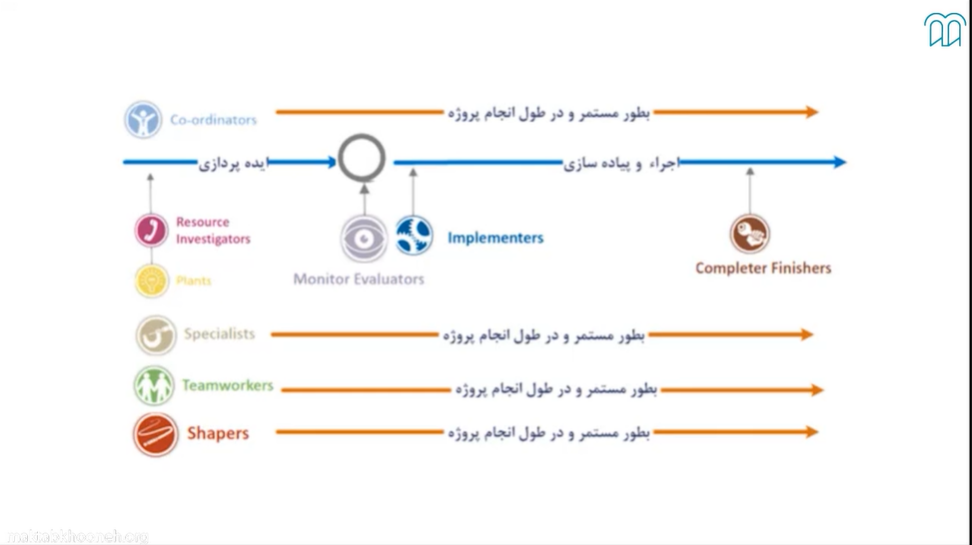 Co-ordinators
بطور مستمر و در طول انجام پروژه
ایده پردازی
اجراء و پیاده سازی
Resource
Investigators
Implementers
Monitor Evaluators
Completer Finishers
Plants
Specialists
بطور مستمر و در طول انجام پروژه
Teamworkers
بطور مستمر و در طول انجام پروژه
Shapers
بطور مستمر و در طول انجام پروژه
maktabkhooneh.org